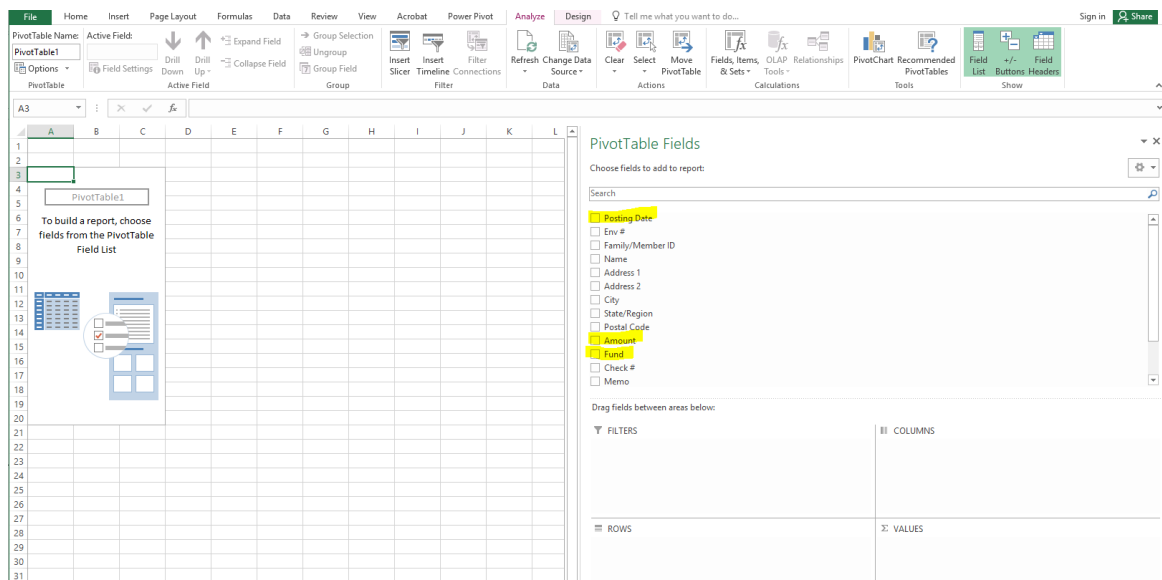 File Home Insert Page Layout Formulas Data Review View Acrobat Power Pivot Analyze Design Tell me what you want to do... Sign in Share
PivotTable Name: Active Field:
PivotTable1
Options
PivotTable
Field Settings
Drill Down
Drill Up
Expand Field
Collapse Field
Active Field
Group Selection
Ungroup
Group Field
Group
Insert Slicer
Insert Timeline
Filter Connections
Filter
Refresh
Change Data Source
Data
Clear
Select
Move PivotTable
Actions
Fields, Items, & Sets
OLAP Tools
Relationships
Calculations
PivotChart
Recommended PivotTables
Tools
Field List
+/- Buttons
Field Headers
Show
A3 fx
A B C D E F G H I J K L
1
2
3
4
5
6
7
8
9
10
11
12
13
14
15
16
17
18
19
20
21
22
23
24
25
26
27
28
29
30
31
PivotTable1
To build a report, choose
fields from the PivotTable
Field List
PivotTable Fields
Choose fields to add to report:
Search
Posting Date
Env #
Family/Member ID
Name
Address 1
Address 2
City
State/Region
Postal Code
Amount
Fund
Check #
Memo
Drag fields between areas below:
FILTERS
COLUMNS
ROWS
Σ VALUES